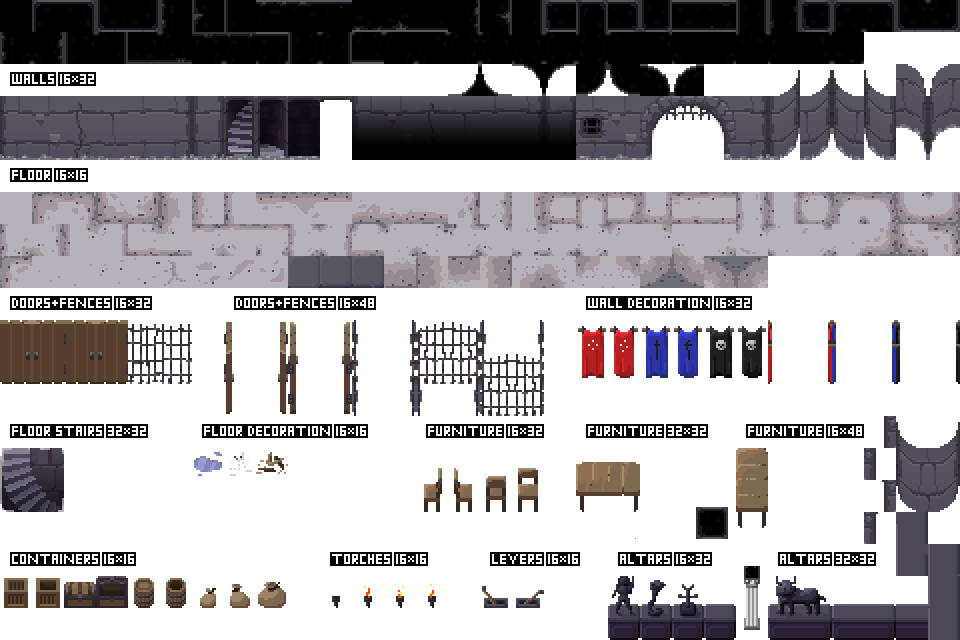 WALLS 16×32
FLOOR 16×16
DOORS+FENCES 16×32
DOORS+FENCES 16×48
WALL DECORATION 16×32
FLOOR STAIRS 32×32
FLOOR DECORATION 16×16
FURNITURE 16×32
FURNITURE 32×32
FURNITURE 16×48
CONTAINERS 16×16
TORCHES 16×16
LEVERS 16×16
ALTARS 16×32
ALTARS 32×32